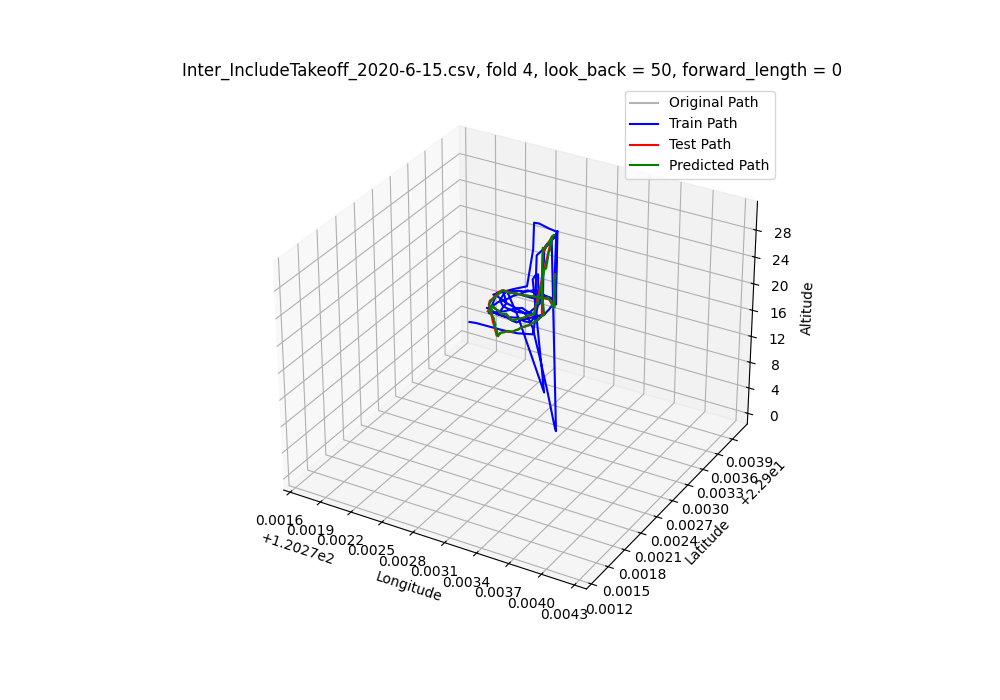 Inter_IncludeTakeoff_2020-6-15.csv, fold 4, look_back = 50, forward_length = 0
Original Path
Train Path
Test Path
Predicted Path
28
24
20
16
12
8
4
0
Altitude
0.0039
0.0036
0.0033
0.0030
0.0027
0.0024
0.0021
0.0018
0.0015
0.0012
+2.29e1
Latitude
0.0016
0.0019
0.0022
0.0025
0.0028
0.0031
0.0034
0.0037
0.0040
0.0043
+1.2027e2
Longitude